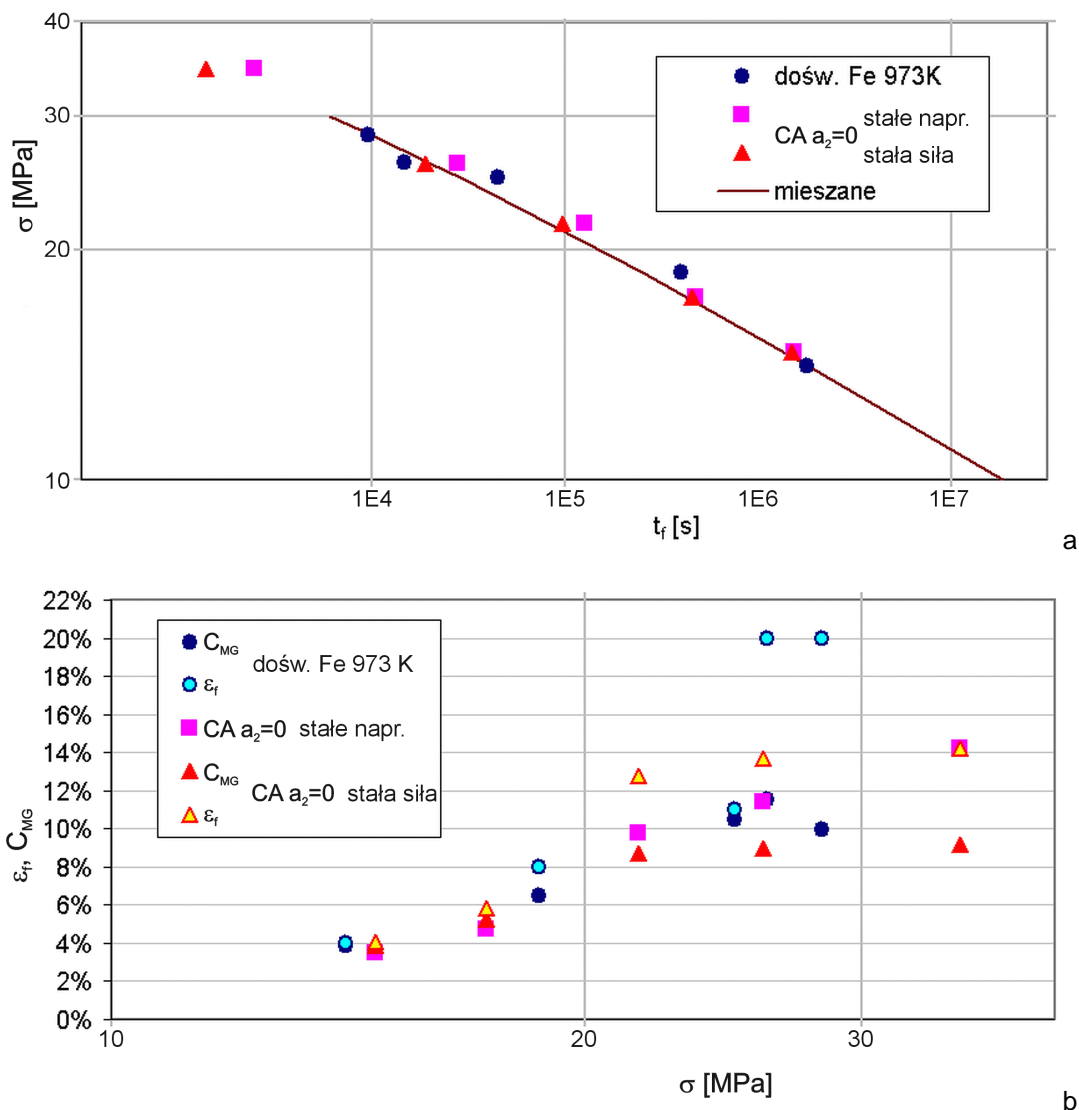 40
30
20
10
σ [MPa]
dośw. Fe 973K
stałe napr.
CA a₂=0
stała siła
mieszane
1E4
1E5
1E6
1E7
t_f [s]
a
22%
20%
18%
16%
14%
12%
10%
8%
6%
4%
2%
0%
ε_f, C_MG
C_MG
dośw. Fe 973 K
ε_f
CA a₂=0 stałe napr.
C_MG
CA a₂=0 stała siła
ε_f
10
20
30
σ [MPa]
b